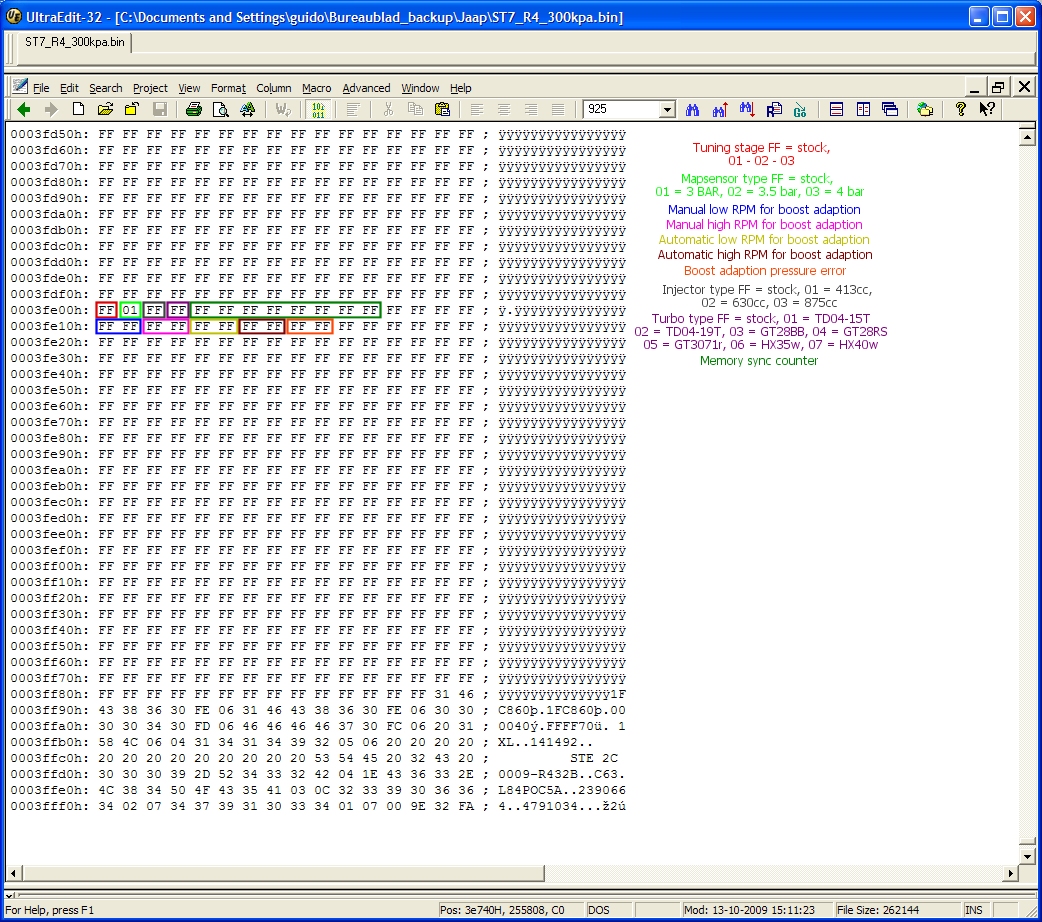 UltraEdit-32 - [C:\Documents and Settings\guido\Bureaublad_backup\Jaap\ST7_R4_300kpa.bin]
ST7_R4_300kpa.bin
File Edit Search Project View Format Column Macro Advanced Window Help
925
0003fd50h: FF FF FF FF FF FF FF FF FF FF FF FF FF FF FF FF ; ÿÿÿÿÿÿÿÿÿÿÿÿÿÿÿÿ
0003fd60h: FF FF FF FF FF FF FF FF FF FF FF FF FF FF FF FF ; ÿÿÿÿÿÿÿÿÿÿÿÿÿÿÿÿ
0003fd70h: FF FF FF FF FF FF FF FF FF FF FF FF FF FF FF FF ; ÿÿÿÿÿÿÿÿÿÿÿÿÿÿÿÿ
0003fd80h: FF FF FF FF FF FF FF FF FF FF FF FF FF FF FF FF ; ÿÿÿÿÿÿÿÿÿÿÿÿÿÿÿÿ
0003fd90h: FF FF FF FF FF FF FF FF FF FF FF FF FF FF FF FF ; ÿÿÿÿÿÿÿÿÿÿÿÿÿÿÿÿ
0003fda0h: FF FF FF FF FF FF FF FF FF FF FF FF FF FF FF FF ; ÿÿÿÿÿÿÿÿÿÿÿÿÿÿÿÿ
0003fdb0h: FF FF FF FF FF FF FF FF FF FF FF FF FF FF FF FF ; ÿÿÿÿÿÿÿÿÿÿÿÿÿÿÿÿ
0003fdc0h: FF FF FF FF FF FF FF FF FF FF FF FF FF FF FF FF ; ÿÿÿÿÿÿÿÿÿÿÿÿÿÿÿÿ
0003fdd0h: FF FF FF FF FF FF FF FF FF FF FF FF FF FF FF FF ; ÿÿÿÿÿÿÿÿÿÿÿÿÿÿÿÿ
0003fde0h: FF FF FF FF FF FF FF FF FF FF FF FF FF FF FF FF ; ÿÿÿÿÿÿÿÿÿÿÿÿÿÿÿÿ
0003fdf0h: FF FF FF FF FF FF FF FF FF FF FF FF FF FF FF FF ; ÿÿÿÿÿÿÿÿÿÿÿÿÿÿÿÿ
0003fe00h: FF 01 FF FF FF FF FF FF FF FF FF FF FF FF FF FF ; ÿ.ÿÿÿÿÿÿÿÿÿÿÿÿÿÿ
0003fe10h: FF FF FF FF FF FF FF FF FF FF FF FF FF FF FF FF ; ÿÿÿÿÿÿÿÿÿÿÿÿÿÿÿÿ
0003fe20h: FF FF FF FF FF FF FF FF FF FF FF FF FF FF FF FF ; ÿÿÿÿÿÿÿÿÿÿÿÿÿÿÿÿ
0003fe30h: FF FF FF FF FF FF FF FF FF FF FF FF FF FF FF FF ; ÿÿÿÿÿÿÿÿÿÿÿÿÿÿÿÿ
0003fe40h: FF FF FF FF FF FF FF FF FF FF FF FF FF FF FF FF ; ÿÿÿÿÿÿÿÿÿÿÿÿÿÿÿÿ
0003fe50h: FF FF FF FF FF FF FF FF FF FF FF FF FF FF FF FF ; ÿÿÿÿÿÿÿÿÿÿÿÿÿÿÿÿ
0003fe60h: FF FF FF FF FF FF FF FF FF FF FF FF FF FF FF FF ; ÿÿÿÿÿÿÿÿÿÿÿÿÿÿÿÿ
0003fe70h: FF FF FF FF FF FF FF FF FF FF FF FF FF FF FF FF ; ÿÿÿÿÿÿÿÿÿÿÿÿÿÿÿÿ
0003fe80h: FF FF FF FF FF FF FF FF FF FF FF FF FF FF FF FF ; ÿÿÿÿÿÿÿÿÿÿÿÿÿÿÿÿ
0003fe90h: FF FF FF FF FF FF FF FF FF FF FF FF FF FF FF FF ; ÿÿÿÿÿÿÿÿÿÿÿÿÿÿÿÿ
0003fea0h: FF FF FF FF FF FF FF FF FF FF FF FF FF FF FF FF ; ÿÿÿÿÿÿÿÿÿÿÿÿÿÿÿÿ
0003feb0h: FF FF FF FF FF FF FF FF FF FF FF FF FF FF FF FF ; ÿÿÿÿÿÿÿÿÿÿÿÿÿÿÿÿ
0003fec0h: FF FF FF FF FF FF FF FF FF FF FF FF FF FF FF FF ; ÿÿÿÿÿÿÿÿÿÿÿÿÿÿÿÿ
0003fed0h: FF FF FF FF FF FF FF FF FF FF FF FF FF FF FF FF ; ÿÿÿÿÿÿÿÿÿÿÿÿÿÿÿÿ
0003fee0h: FF FF FF FF FF FF FF FF FF FF FF FF FF FF FF FF ; ÿÿÿÿÿÿÿÿÿÿÿÿÿÿÿÿ
0003fef0h: FF FF FF FF FF FF FF FF FF FF FF FF FF FF FF FF ; ÿÿÿÿÿÿÿÿÿÿÿÿÿÿÿÿ
0003ff00h: FF FF FF FF FF FF FF FF FF FF FF FF FF FF FF FF ; ÿÿÿÿÿÿÿÿÿÿÿÿÿÿÿÿ
0003ff10h: FF FF FF FF FF FF FF FF FF FF FF FF FF FF FF FF ; ÿÿÿÿÿÿÿÿÿÿÿÿÿÿÿÿ
0003ff20h: FF FF FF FF FF FF FF FF FF FF FF FF FF FF FF FF ; ÿÿÿÿÿÿÿÿÿÿÿÿÿÿÿÿ
0003ff30h: FF FF FF FF FF FF FF FF FF FF FF FF FF FF FF FF ; ÿÿÿÿÿÿÿÿÿÿÿÿÿÿÿÿ
0003ff40h: FF FF FF FF FF FF FF FF FF FF FF FF FF FF FF FF ; ÿÿÿÿÿÿÿÿÿÿÿÿÿÿÿÿ
0003ff50h: FF FF FF FF FF FF FF FF FF FF FF FF FF FF FF FF ; ÿÿÿÿÿÿÿÿÿÿÿÿÿÿÿÿ
0003ff60h: FF FF FF FF FF FF FF FF FF FF FF FF FF FF FF FF ; ÿÿÿÿÿÿÿÿÿÿÿÿÿÿÿÿ
0003ff70h: FF FF FF FF FF FF FF FF FF FF FF FF FF FF FF FF ; ÿÿÿÿÿÿÿÿÿÿÿÿÿÿÿÿ
0003ff80h: FF FF FF FF FF FF FF FF FF FF FF FF FF FF 31 46 ; ÿÿÿÿÿÿÿÿÿÿÿÿÿÿ1F
0003ff90h: 43 38 36 30 FE 06 31 46 43 38 36 30 FE 06 30 30 ; C860þ.1FC860þ.00
0003ffa0h: 30 30 34 30 FD 06 46 46 46 46 37 30 FC 06 20 31 ; 0040ý.FFFF70ü. 1
0003ffb0h: 58 4C 06 04 31 34 31 34 39 32 05 06 20 20 20 20 ; XL..141492..
0003ffc0h: 20 20 20 20 20 20 20 20 20 53 54 45 20 32 43 20 ; STE 2C
0003ffd0h: 30 30 30 39 2D 52 34 33 32 42 04 1E 43 36 33 2E ; 0009-R432B..C63.
0003ffe0h: 4C 38 34 50 4F 43 35 41 03 0C 32 33 39 30 36 36 ; L84POC5A..239066
0003fff0h: 34 02 07 34 37 39 31 30 33 34 01 07 00 9E 32 FA ; 4..4791034...ž2ú
Tuning stage FF = stock,
01 - 02 - 03
Mapsensor type FF = stock,
01 = 3 BAR, 02 = 3.5 bar, 03 = 4 bar
Manual low RPM for boost adaption
Manual high RPM for boost adaption
Automatic low RPM for boost adaption
Automatic high RPM for boost adaption
Boost adaption pressure error
Injector type FF = stock, 01 = 413cc,
02 = 630cc, 03 = 875cc
Turbo type FF = stock, 01 = TD04-15T
02 = TD04-19T, 03 = GT28BB, 04 = GT28RS
05 = GT3071r, 06 = HX35w, 07 = HX40w
Memory sync counter
For Help, press F1 Pos: 3e740H, 255808, C0 DOS Mod: 13-10-2009 15:11:23 File Size: 262144 INS